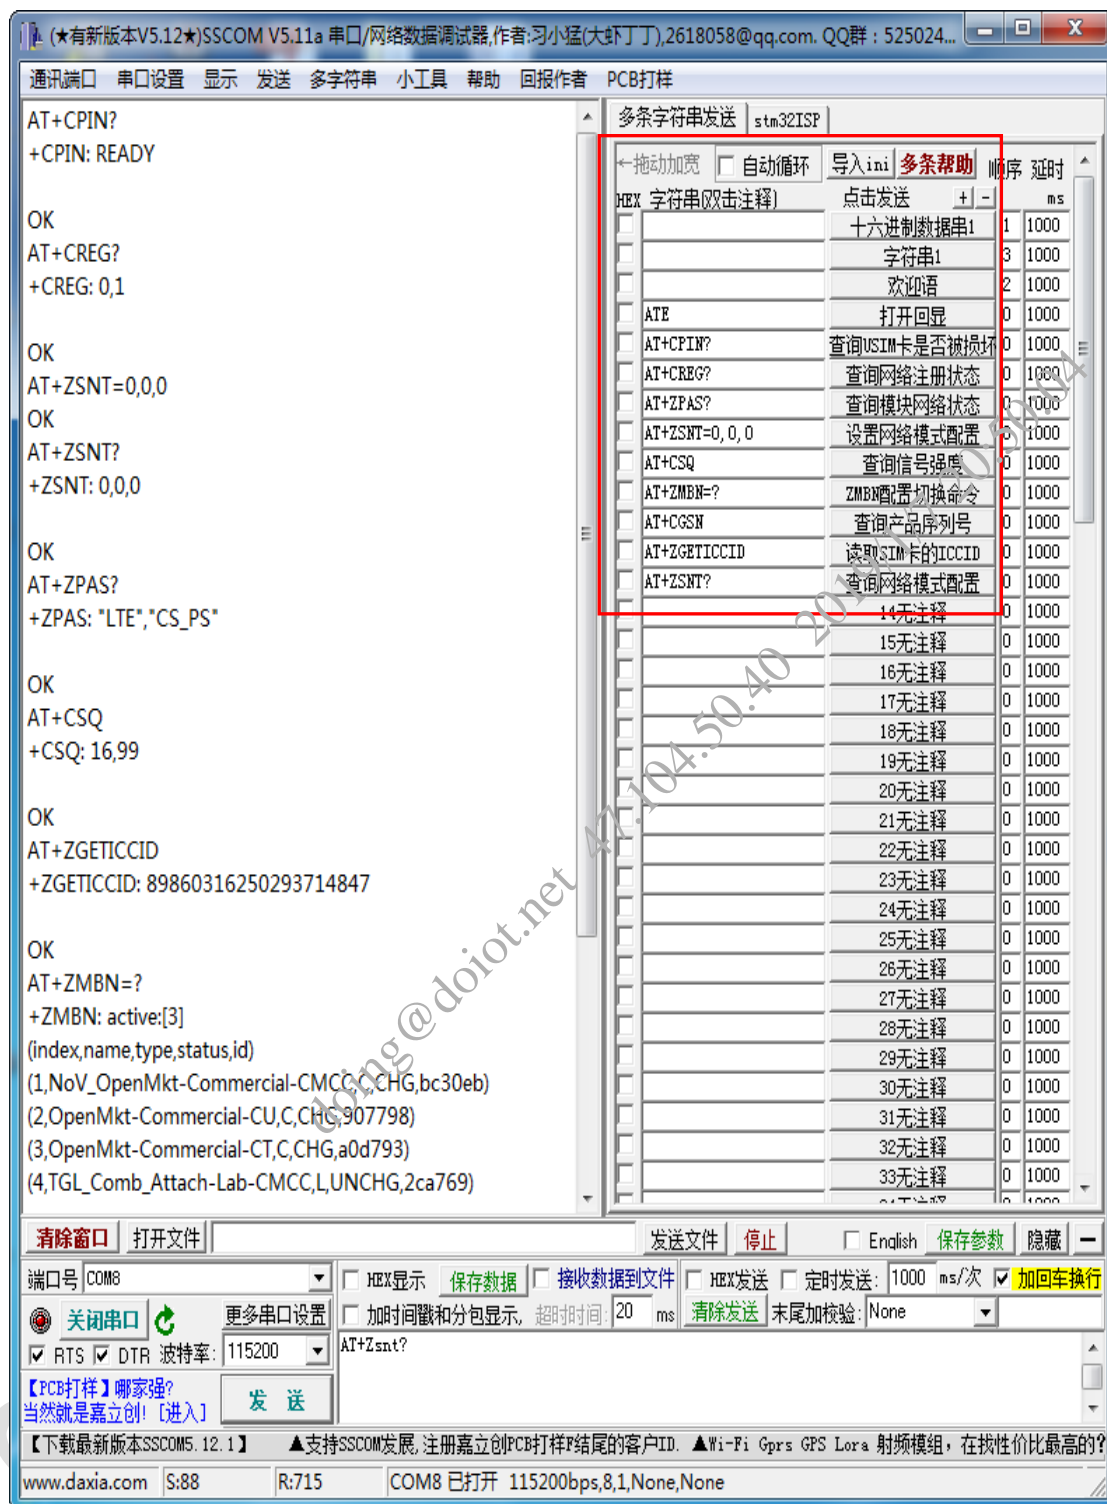 (★有新版本V5.12★)SSCOM V5.11a 串口/网络数据调试器,作者:习小猛(大虾丁丁),2618058@qq.com. QQ群：525024...
通讯端口 串口设置 显示 发送 多字符串 小工具 帮助 回报作者 PCB打样
AT+CPIN?
+CPIN: READY
OK
AT+CREG?
+CREG: 0,1
OK
AT+ZSNT=0,0,0
OK
AT+ZSNT?
+ZSNT: 0,0,0
OK
AT+ZPAS?
+ZPAS: "LTE","CS_PS"
OK
AT+CSQ
+CSQ: 16,99
OK
AT+ZGETICCID
+ZGETICCID: 89860316250293714847
OK
AT+ZMBN=?
+ZMBN: active:[3]
(index,name,type,status,id)
(1,NoV_OpenMkt-Commercial-CMCC,C,CHG,bc30eb)
(2,OpenMkt-Commercial-CU,C,CHG,907798)
(3,OpenMkt-Commercial-CT,C,CHG,a0d793)
(4,TGL_Comb_Attach-Lab-CMCC,L,UNCHG,2ca769)
多条字符串发送 stm32ISP
←拖动加宽 自动循环 导入ini 多条帮助 顺序 延时
HEX 字符串(双击注释) 点击发送 + - ms
十六进制数据串1 1 1000
字符串1 3 1000
欢迎语 2 1000
ATE 打开回显 0 1000
AT+CPIN? 查询USIM卡是否被损坏 0 1000
AT+CREG? 查询网络注册状态 0 1000
AT+ZPAS? 查询模块网络状态 0 1000
AT+ZSNT=0,0,0 设置网络模式配置 0 1000
AT+CSQ 查询信号强度 0 1000
AT+ZMBN=? ZMBN配置切换命令 0 1000
AT+CGSN 查询产品序列号 0 1000
AT+ZGETICCID 读取USIM卡的ICCID 0 1000
AT+ZSNT? 查询网络模式配置 0 1000
14无注释 0 1000
15无注释 0 1000
16无注释 0 1000
17无注释 0 1000
18无注释 0 1000
19无注释 0 1000
20无注释 0 1000
21无注释 0 1000
22无注释 0 1000
23无注释 0 1000
24无注释 0 1000
25无注释 0 1000
26无注释 0 1000
27无注释 0 1000
28无注释 0 1000
29无注释 0 1000
30无注释 0 1000
31无注释 0 1000
32无注释 0 1000
33无注释 0 1000
doing@doiot.net 47.104.50.40 2019/1/7 20:50:04
清除窗口 打开文件 发送文件 停止 English 保存参数 隐藏 —
端口号 COM8 HEX显示 保存数据 接收数据到文件 HEX发送 定时发送: 1000 ms/次 加回车换行
关闭串口 更多串口设置 加时间戳和分包显示, 超时时间: 20 ms 清除发送 末尾加校验: None
RTS DTR 波特率: 115200 AT+Zsnt?
【PCB打样】哪家强?
当然就是嘉立创! [进入] 发 送
【下载最新版本SSCOM5.12.1】 ▲支持SSCOM发展,注册嘉立创PCB打样F结尾的客户ID. ▲Wi-Fi Gprs GPS Lora 射频模组，在找性价比最高的?
www.daxia.com S:88 R:715 COM8 已打开 115200bps,8,1,None,None